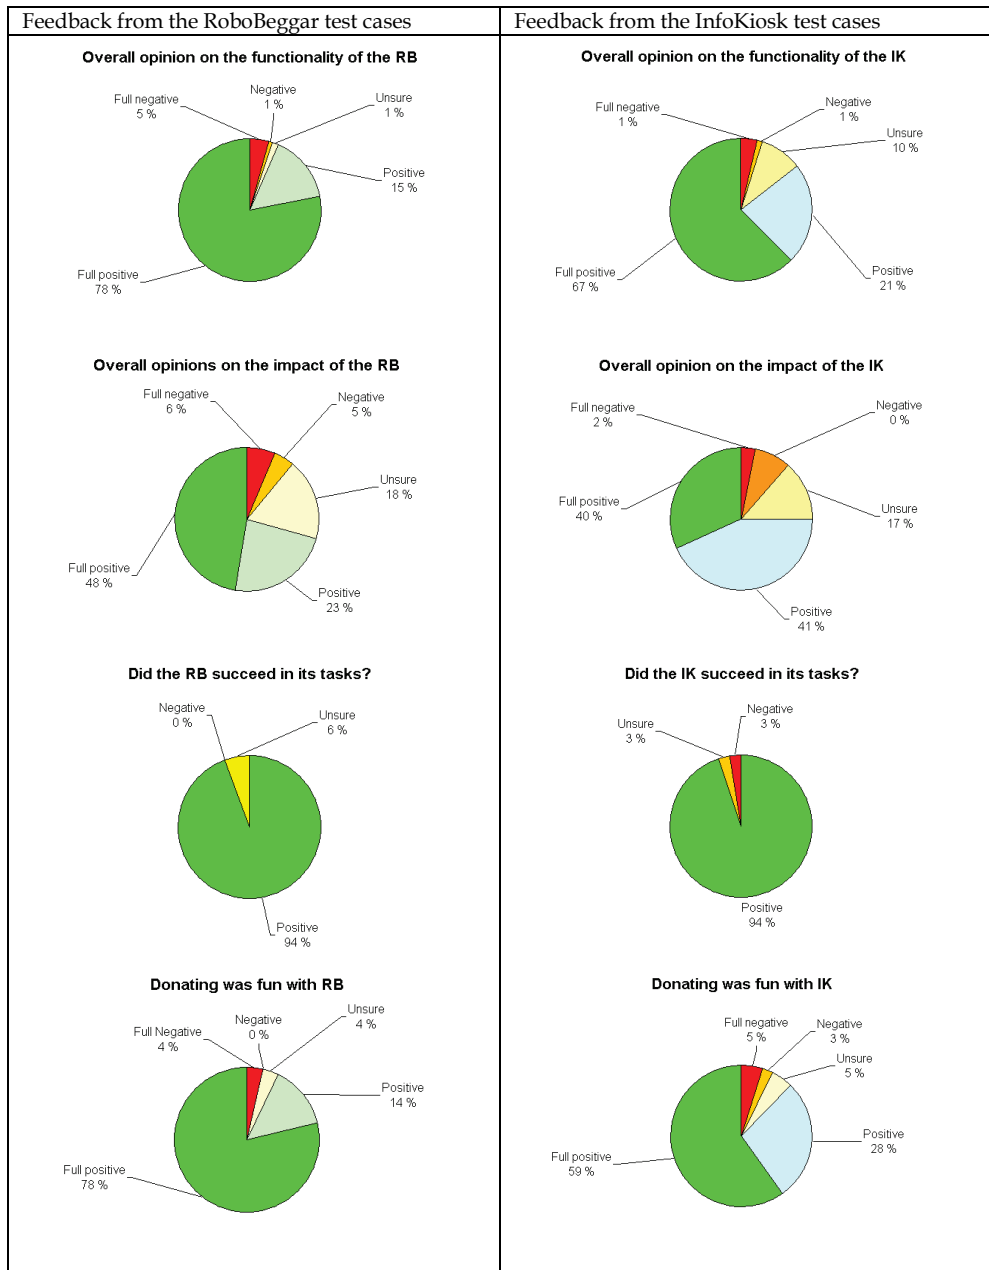 Feedback from the RoboBeggar test cases
Feedback from the InfoKiosk test cases
Overall opinion on the functionality of the RB
Full negative
5 %
Negative
1 %
Unsure
1 %
Positive
15 %
Full positive
78 %
Overall opinion on the functionality of the IK
Full negative
1 %
Negative
1 %
Unsure
10 %
Positive
21 %
Full positive
67 %
Overall opinions on the impact of the RB
Full negative
6 %
Negative
5 %
Unsure
18 %
Positive
23 %
Full positive
48 %
Overall opinion on the impact of the IK
Full negative
2 %
Negative
0 %
Unsure
17 %
Positive
41 %
Full positive
40 %
Did the RB succeed in its tasks?
Negative
0 %
Unsure
6 %
Positive
94 %
Did the IK succeed in its tasks?
Unsure
3 %
Negative
3 %
Positive
94 %
Donating was fun with RB
Full Negative
4 %
Negative
0 %
Unsure
4 %
Positive
14 %
Full positive
78 %
Donating was fun with IK
Full negative
5 %
Negative
3 %
Unsure
5 %
Positive
28 %
Full positive
59 %